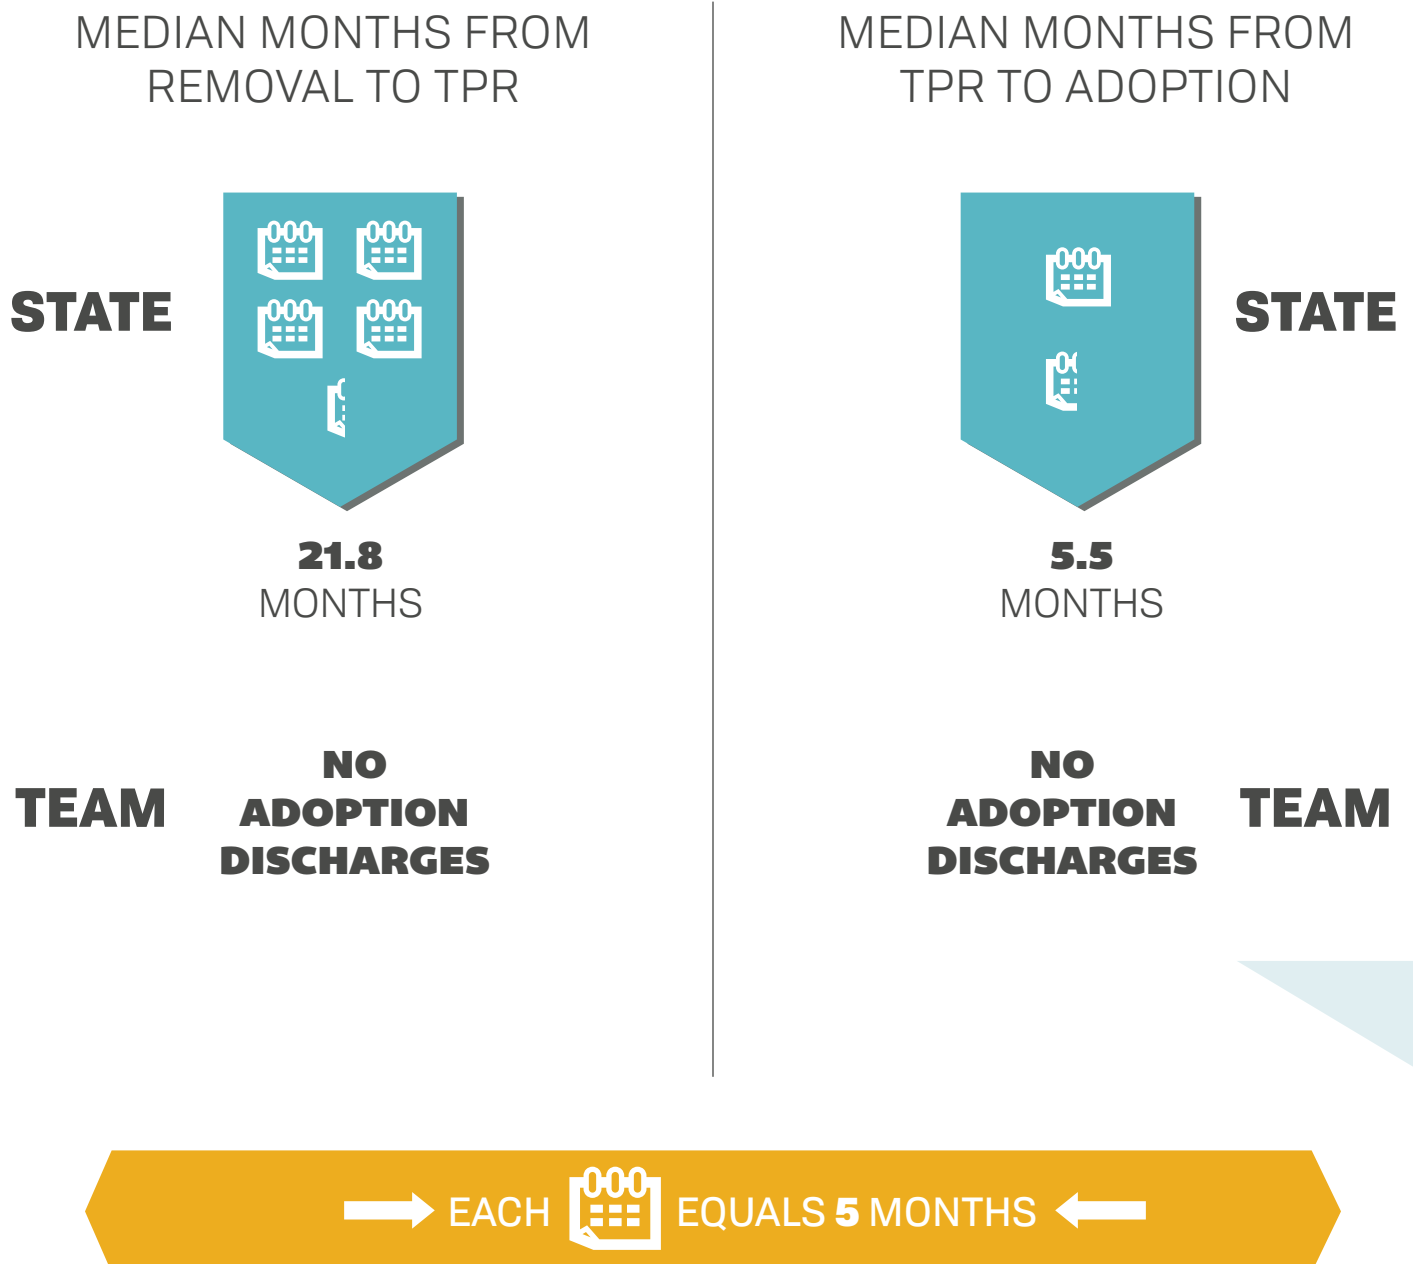 MEDIAN MONTHS FROM
REMOVAL TO TPR
STATE
21.8
MONTHS
TEAM
NO
ADOPTION
DISCHARGES
MEDIAN MONTHS FROM
TPR TO ADOPTION
STATE
5.5
MONTHS
NO
ADOPTION
DISCHARGES
TEAM
EACH EQUALS 5 MONTHS